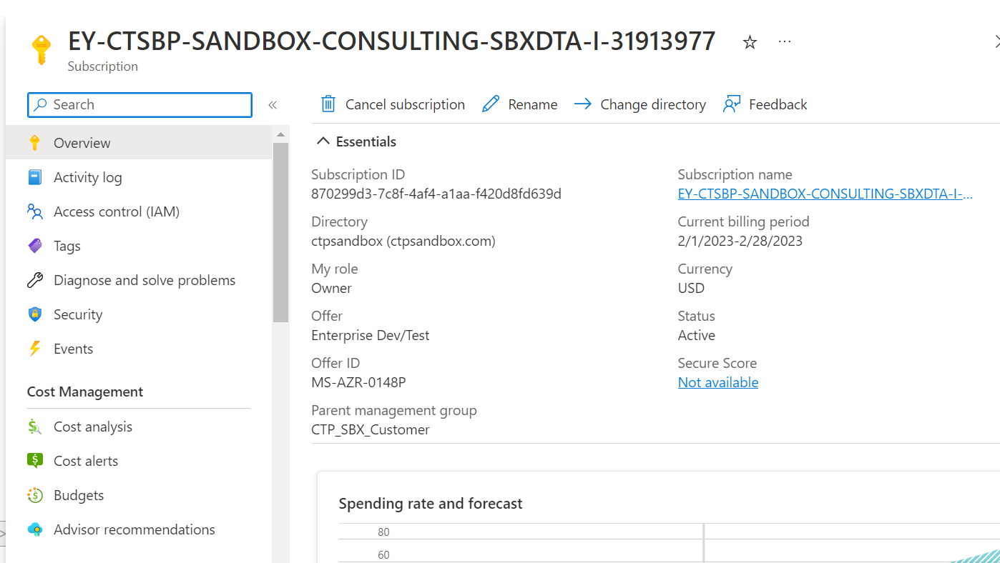 EY-CTSBP-SANDBOX-CONSULTING-SBXDTA-I-31913977
Subscription
Search
Cancel subscription
Rename
Change directory
Feedback
Overview
Activity log
Access control (IAM)
Tags
Diagnose and solve problems
Security
Events
Cost Management
Cost analysis
Cost alerts
Budgets
Advisor recommendations
Essentials
Subscription ID
870299d3-7c8f-4af4-a1aa-f420d8fd639d
Directory
ctpsandbox (ctpsandbox.com)
My role
Owner
Offer
Enterprise Dev/Test
Offer ID
MS-AZR-0148P
Parent management group
CTP_SBX_Customer
Subscription name
EY-CTSBP-SANDBOX-CONSULTING-SBXDTA-I-...
Current billing period
2/1/2023-2/28/2023
Currency
USD
Status
Active
Secure Score
Not available
Spending rate and forecast
80
60